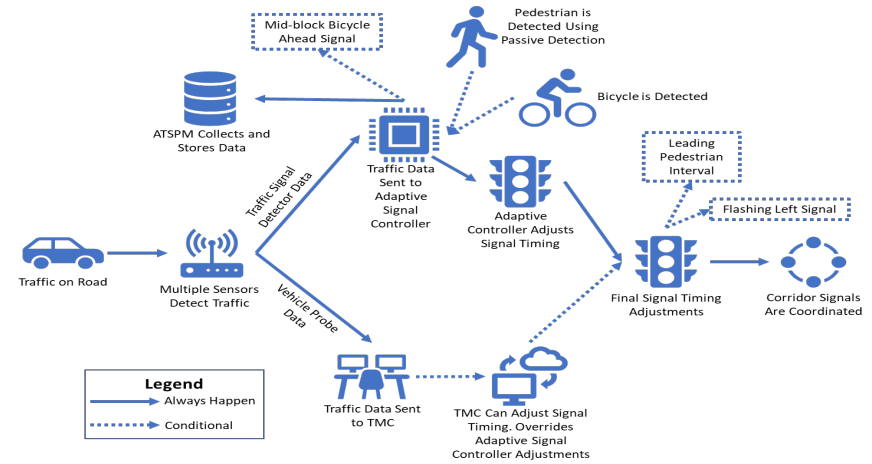 Mid-block Bicycle
Ahead Signal
Pedestrian is
Detected Using
Passive Detection
Bicycle is Detected
ATSPM Collects and
Stores Data
Traffic Signal
Detector Data
Traffic Data
Sent to
Adaptive
Signal
Controller
Leading
Pedestrian
Interval
Flashing Left Signal
Adaptive
Controller Adjusts
Signal Timing
Traffic on Road
Multiple Sensors
Detect Traffic
Final Signal Timing
Adjustments
Corridor Signals
Are Coordinated
Vehicle Probe
Data
Legend
Always Happen
Conditional
Traffic Data Sent
to TMC
TMC Can Adjust Signal
Timing. Overrides
Adaptive Signal
Controller Adjustments